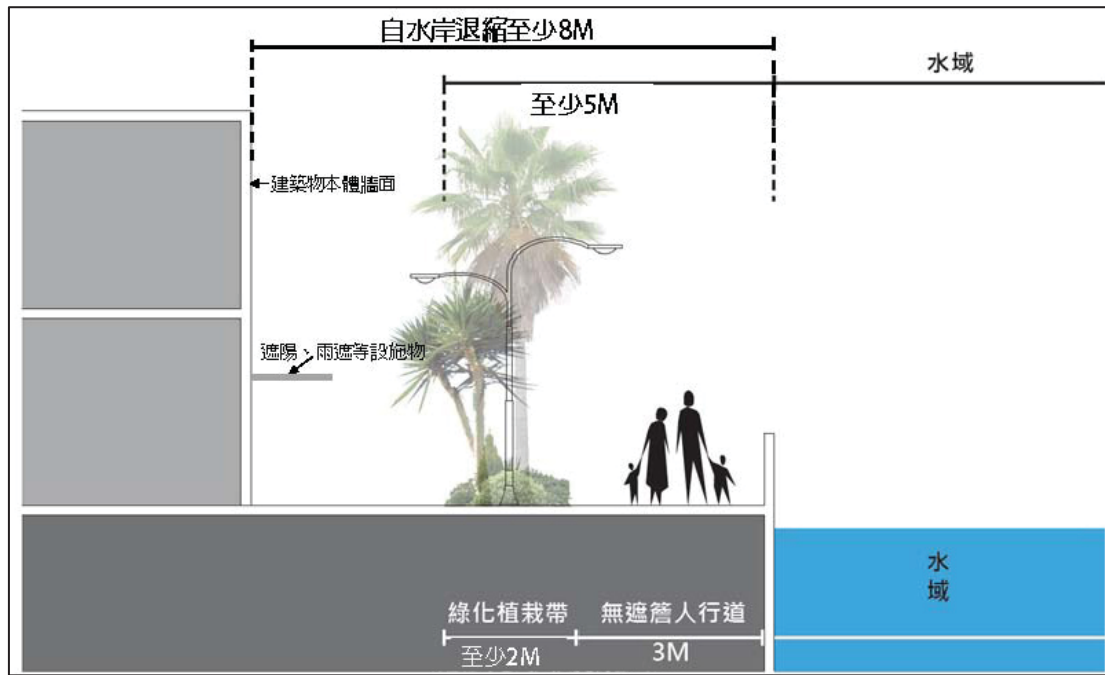 自水岸退縮至少8M
水域
至少5M
建築物本體牆面
遮陽、雨遮等設施物
水
域
綠化植栽帶
無遮簷人行道
至少2M
3M